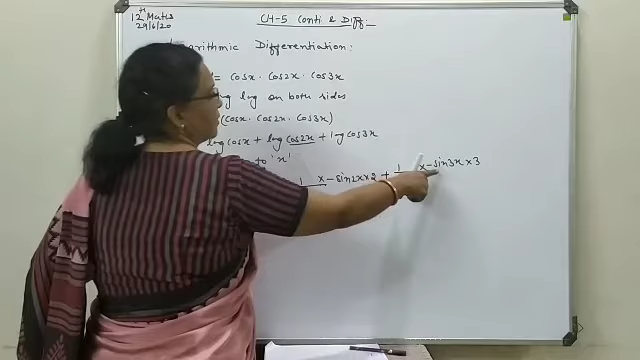 12th Maths CH-5 Conti & Diff:—
29/6/20
Logarithmic Differentiation:
= cosx · cos2x · cos3x
log on both sides
(cosx · cos2x · cos3x)
log cosx + log cos2x + log cos3x
to 'x'
1 x – sin2x x 2 + 1 x – sin3x x 3